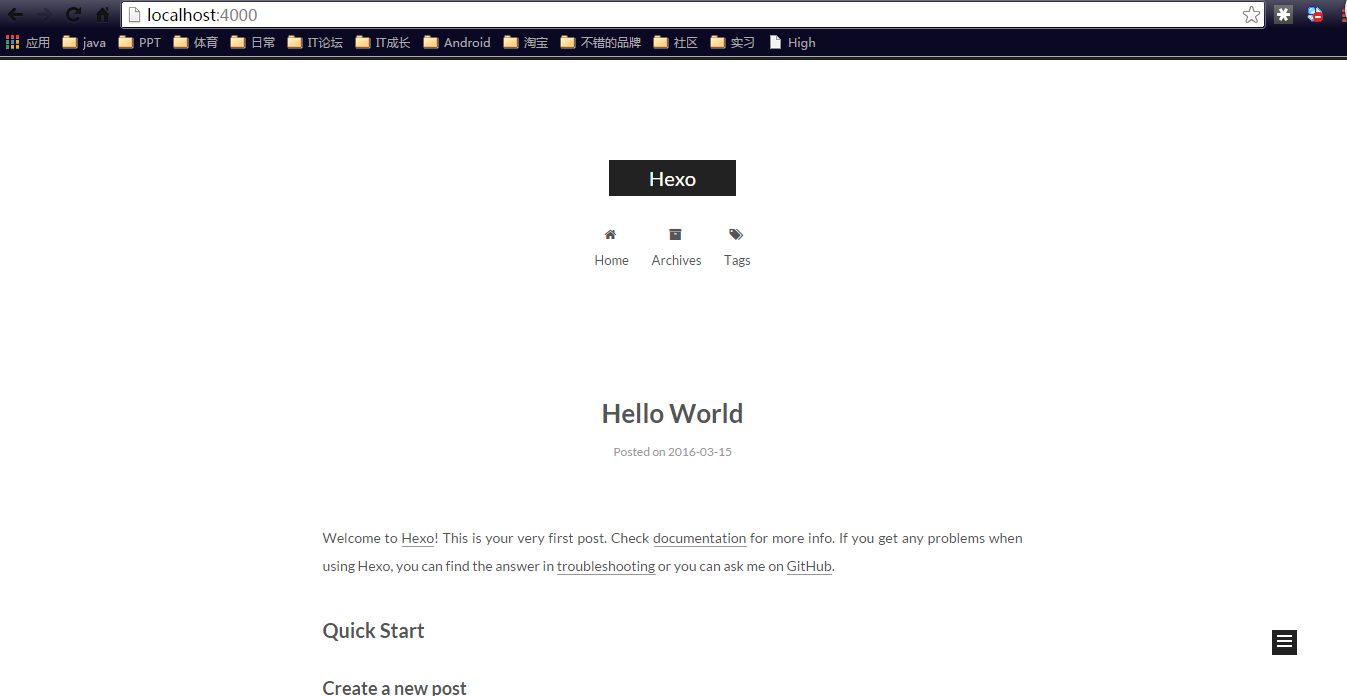 localhost:4000
应用 java PPT 体育 日常 IT论坛 IT成长 Android 淘宝 不错的品牌 社区 实习 High
Hexo
Home Archives Tags
Hello World
Posted on 2016-03-15
Welcome to Hexo! This is your very first post. Check documentation for more info. If you get any problems when
using Hexo, you can find the answer in troubleshooting or you can ask me on GitHub.
Quick Start
Create a new post